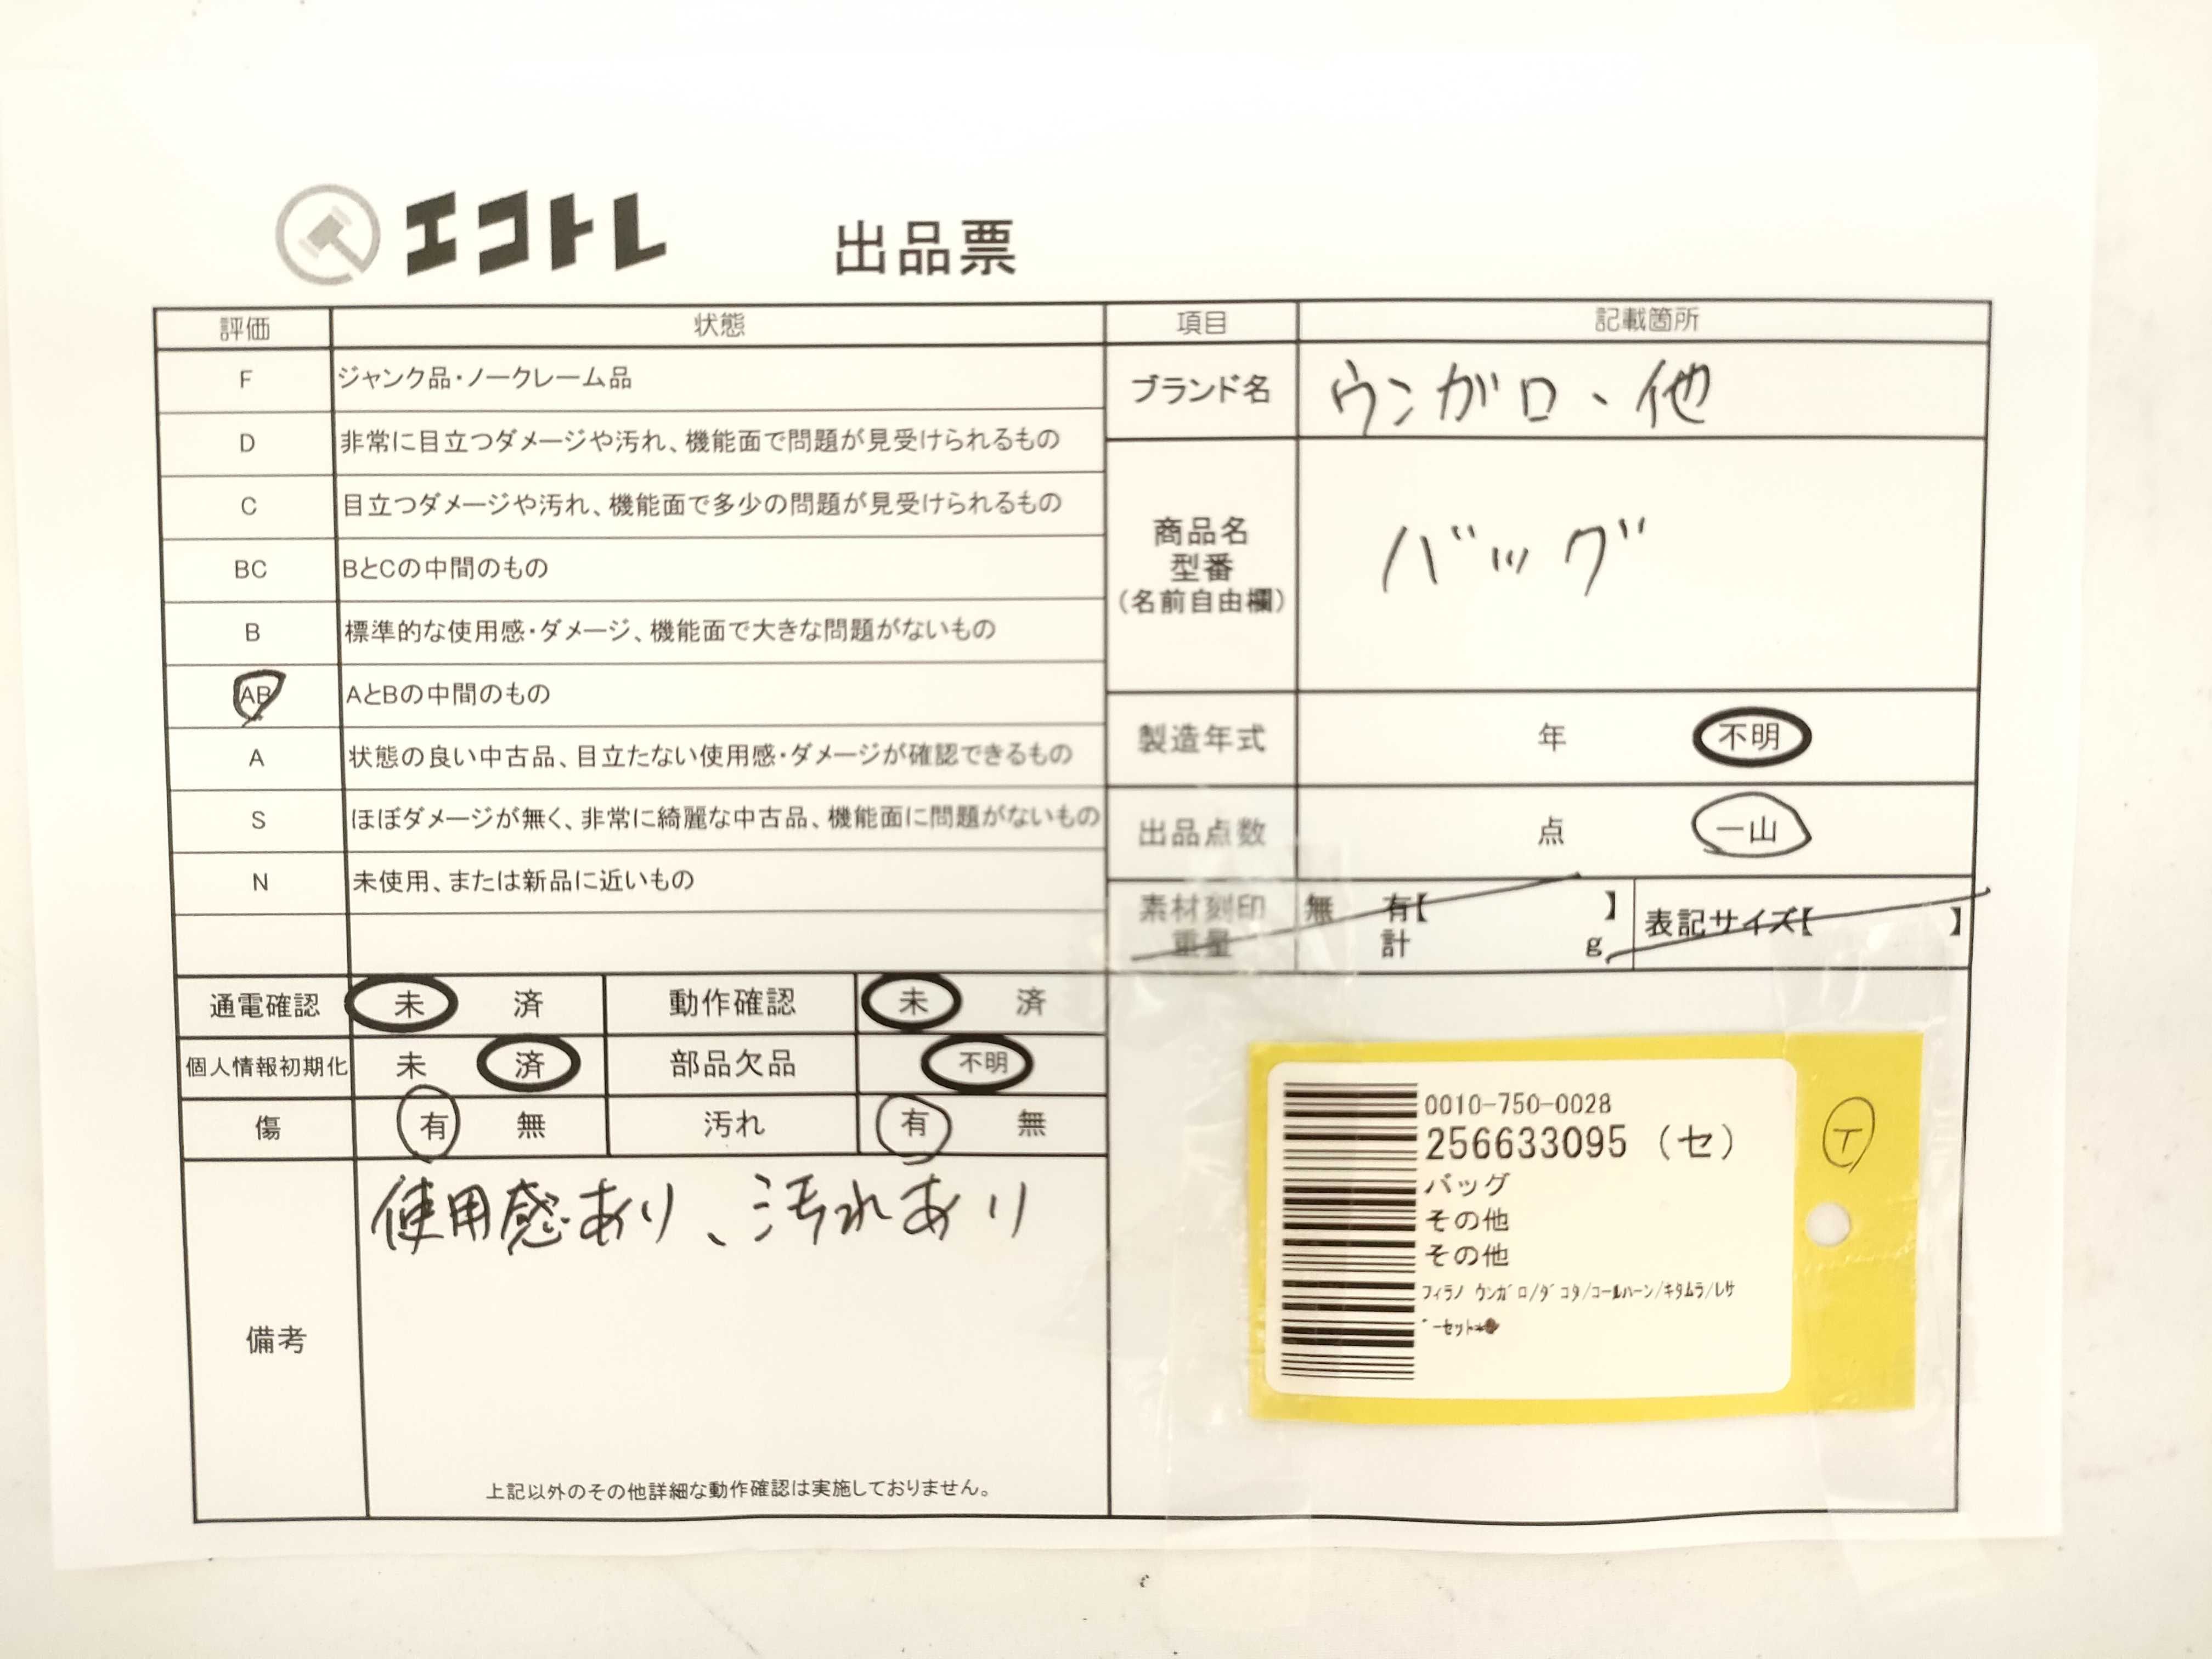 エコトレ 出品票
評価 状態 項目 記載箇所
F ジャンク品・ノークレーム品
D 非常に目立つダメージや汚れ、機能面で問題が見受けられるもの
C 目立つダメージや汚れ、機能面で多少の問題が見受けられるもの
BC BとCの中間のもの
B 標準的な使用感・ダメージ、機能面で大きな問題がないもの
AB AとBの中間のもの
A 状態の良い中古品、目立たない使用感・ダメージが確認できるもの
S ほぼダメージが無く、非常に綺麗な中古品、機能面に問題がないもの
N 未使用、または新品に近いもの
ブランド名 ウンガロ、他
商品名
型番
(名前自由欄)
バッグ
製造年式 年 不明
出品点数 点 一山
素材刻印 無 有【 】
重量 計 g
表記サイズ【 】
通電確認 未 済 動作確認 未 済
個人情報初期化 未 済 部品欠品 不明
傷 有 無 汚れ 有 無
備考
使用感あり、汚れあり
上記以外のその他詳細な動作確認は実施しておりません。
0010-750-0028
256633095 (セ)
バッグ
その他
その他
フィラノ ウンガロ/ダコタ/コールハーン/キタムラ/レサ
゛ーセット*
T